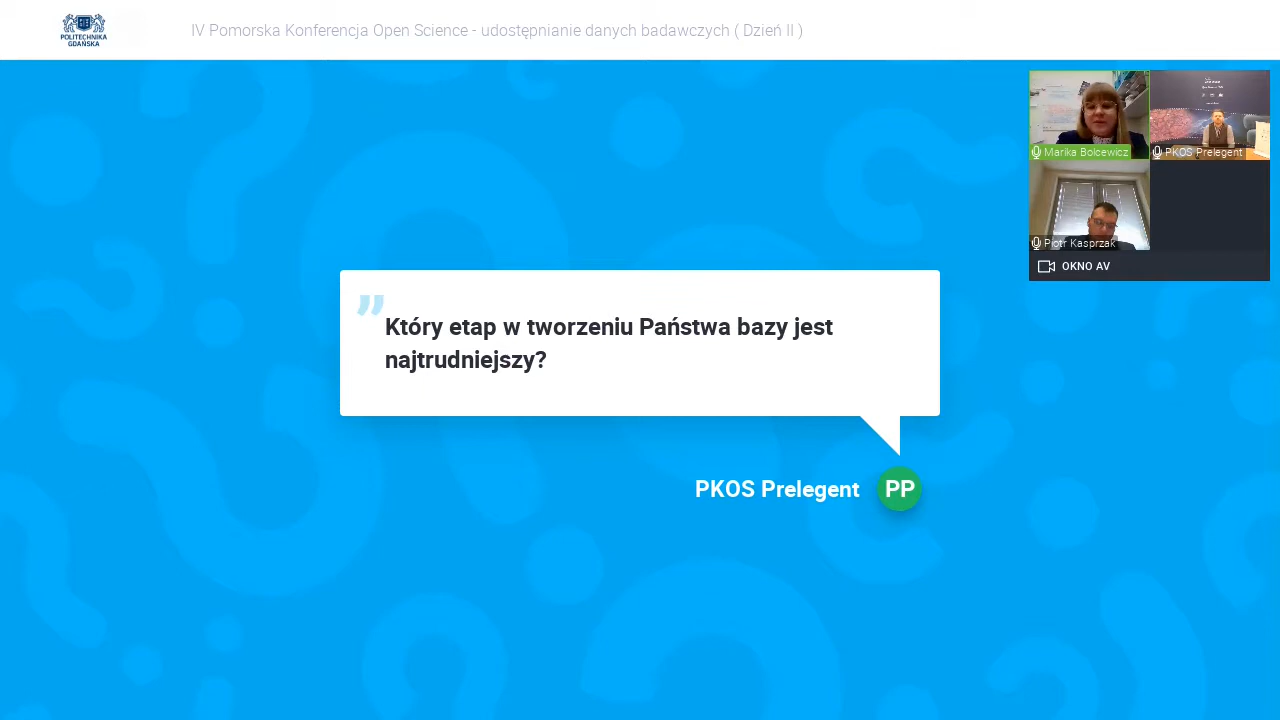 POLITECHNIKA
GDAŃSKA
IV Pomorska Konferencja Open Science - udostępnianie danych badawczych ( Dzień II )
Marika Bolcewicz
PKOS Prelegent
Piotr Kasprzak
OKNO AV
”
Który etap w tworzeniu Państwa bazy jest
najtrudniejszy?
PKOS Prelegent PP